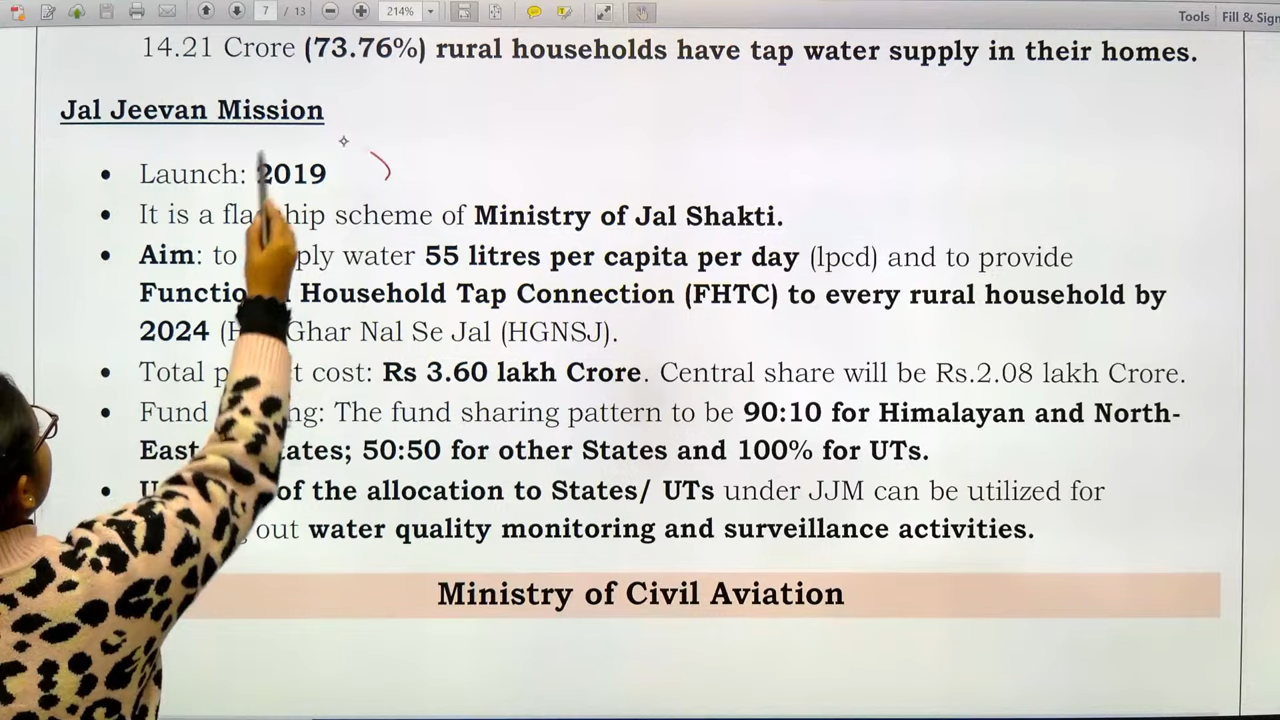 7 / 13 214% Tools Fill & Sign
14.21 Crore (73.76%) rural households have tap water supply in their homes.
Jal Jeevan Mission
• Launch: 2019
• It is a fla hip scheme of Ministry of Jal Shakti.
• Aim: to ply water 55 litres per capita per day (lpcd) and to provide
Functio Household Tap Connection (FHTC) to every rural household by
2024 (H Ghar Nal Se Jal (HGNSJ).
• Total p t cost: Rs 3.60 lakh Crore. Central share will be Rs.2.08 lakh Crore.
• Fund ng: The fund sharing pattern to be 90:10 for Himalayan and North-
East ates; 50:50 for other States and 100% for UTs.
• U of the allocation to States/ UTs under JJM can be utilized for
out water quality monitoring and surveillance activities.
Ministry of Civil Aviation